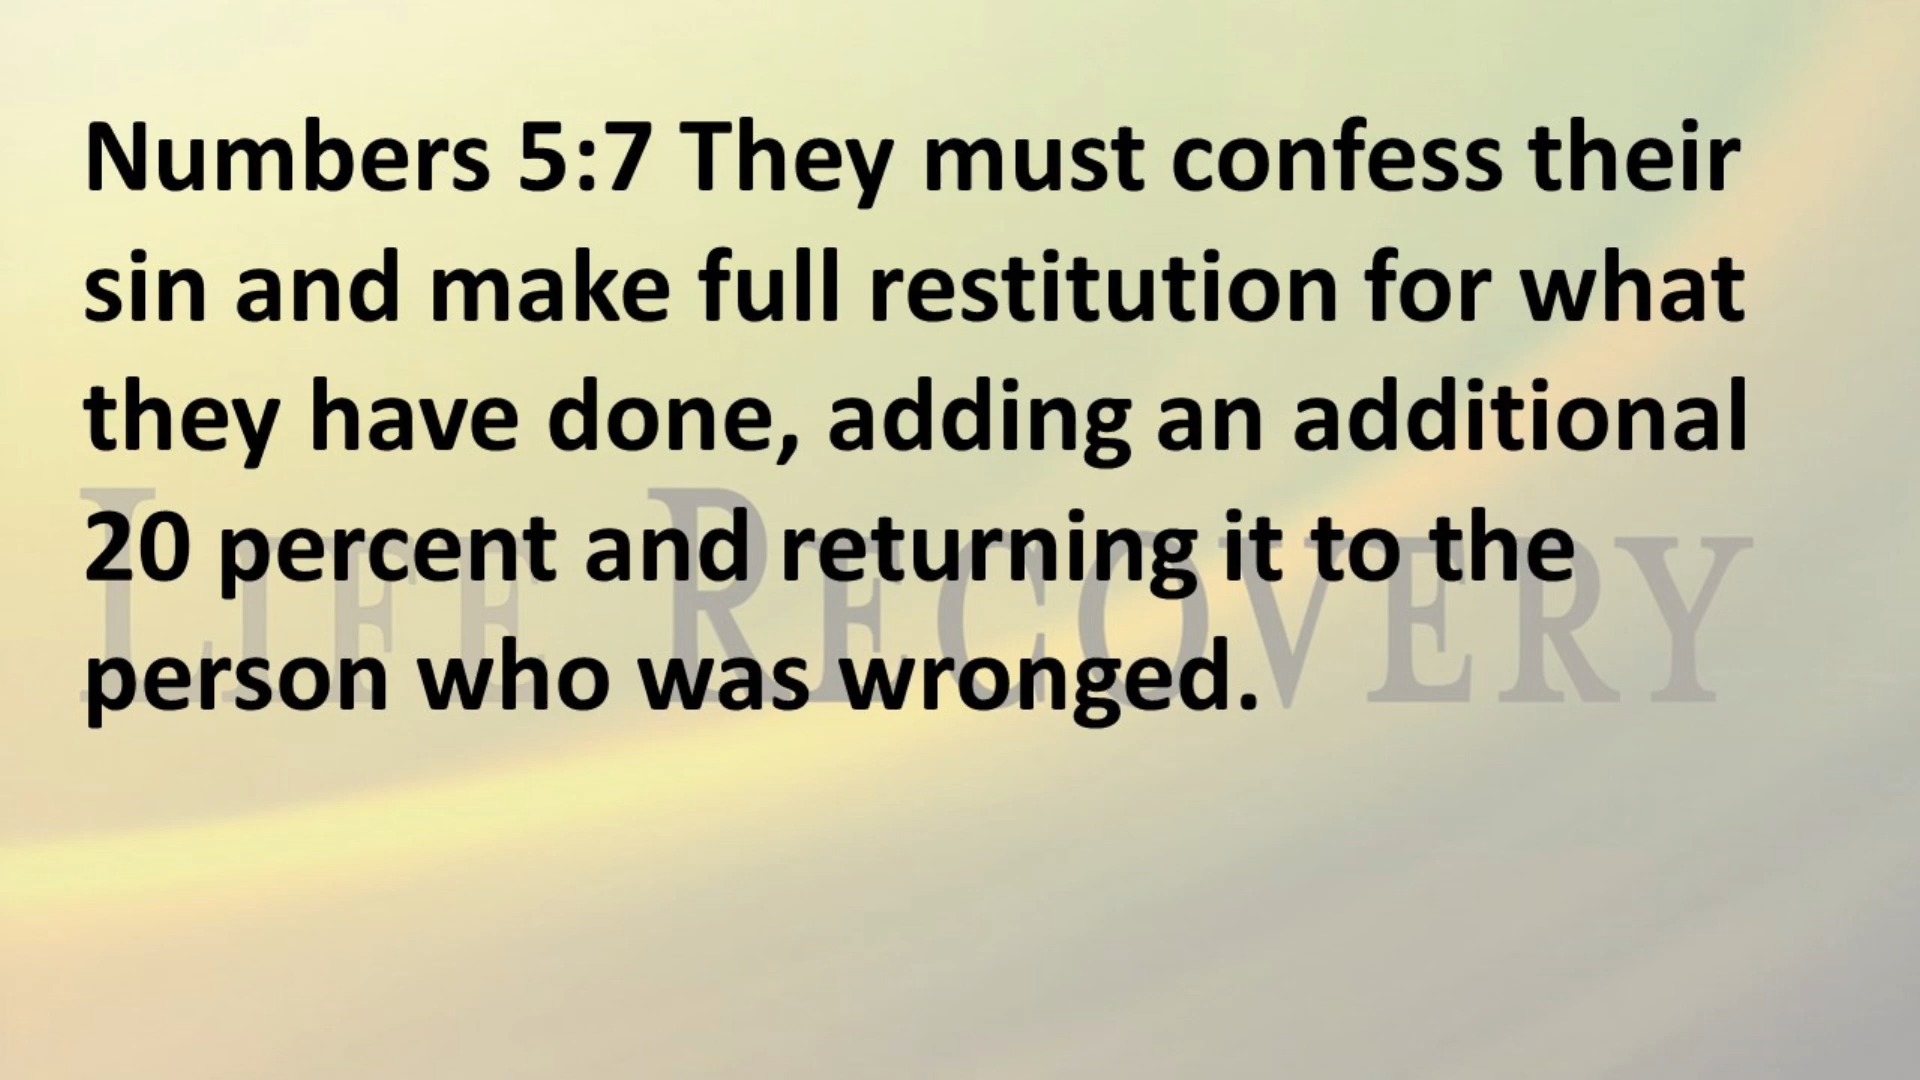 Numbers 5:7 They must confess their
sin and make full restitution for what
they have done, adding an additional
20 percent and returning it to the
person who was wronged.
LIFE RECOVERY